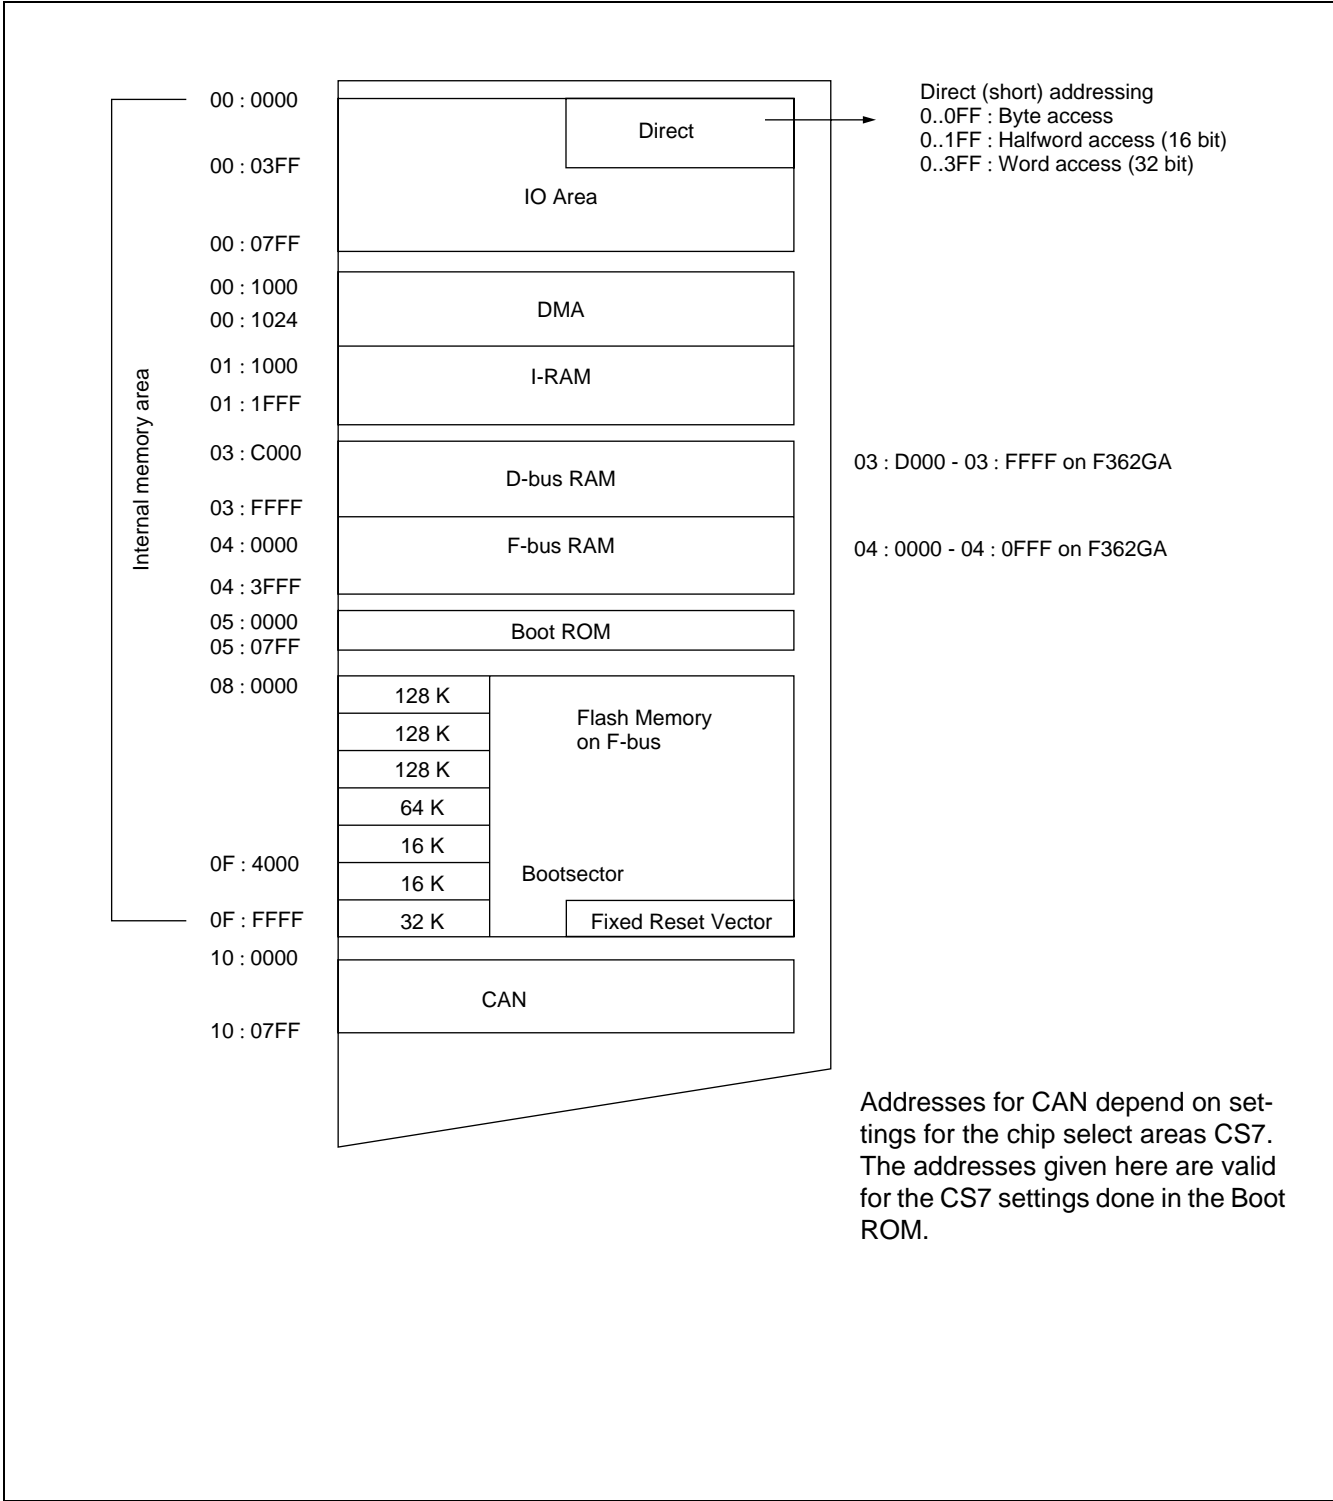 00 : 0000
Direct (short) addressing
0..0FF : Byte access
Direct
0..1FF : Halfword access (16 bit)
00 : 03FF
0..3FF : Word access (32 bit)
IO Area
00 : 07FF
00 : 1000
DMA
00 : 1024
01 : 1000
I-RAM
01 : 1FFF
Internal memory area
03 : C000
03 : D000 - 03 : FFFF on F362GA
D-bus RAM
03 : FFFF
04 : 0000
F-bus RAM
04 : 0000 - 04 : 0FFF on F362GA
04 : 3FFF
05 : 0000
Boot ROM
05 : 07FF
08 : 0000
128 K
Flash Memory
on F-bus
128 K
128 K
64 K
16 K
0F : 4000
Bootsector
16 K
0F : FFFF
32 K
Fixed Reset Vector
10 : 0000
CAN
10 : 07FF
Addresses for CAN depend on set-
tings for the chip select areas CS7.
The addresses given here are valid
for the CS7 settings done in the Boot
ROM.